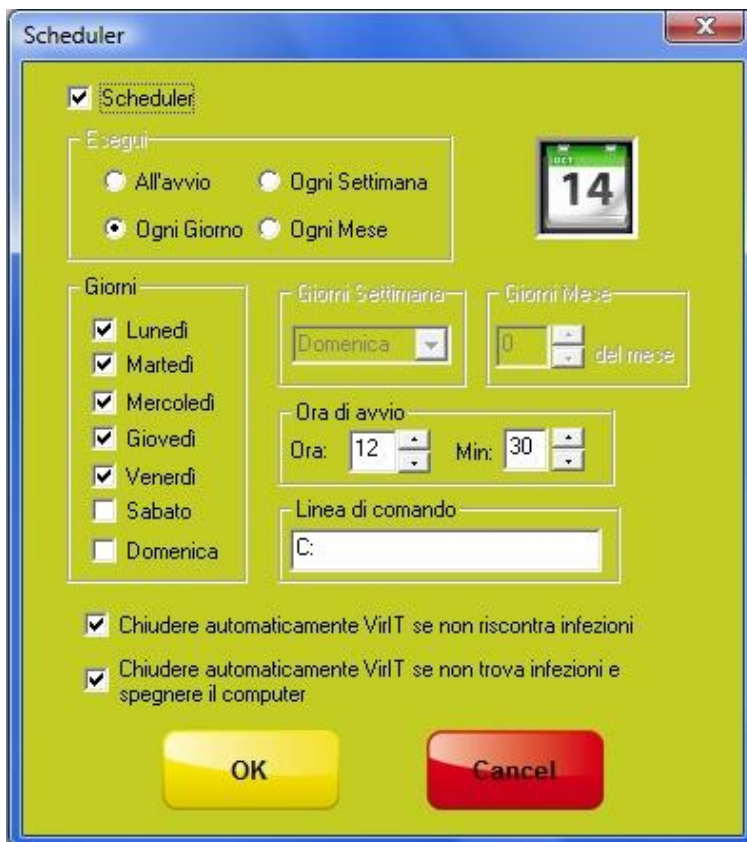 Scheduler
Scheduler
Esegui
All'avvio
Ogni Settimana
Ogni Giorno
Ogni Mese
OCT
14
Giorni
Lunedì
Martedì
Mercoledì
Giovedì
Venerdì
Sabato
Domenica
Giorni Settimana
Domenica
Giorni Mese
0
del mese
Ora di avvio
Ora: 12 Min: 30
Linea di comando
C:
Chiudere automaticamente VirIT se non riscontra infezioni
Chiudere automaticamente VirIT se non trova infezioni e
spegnere il computer
OK
Cancel